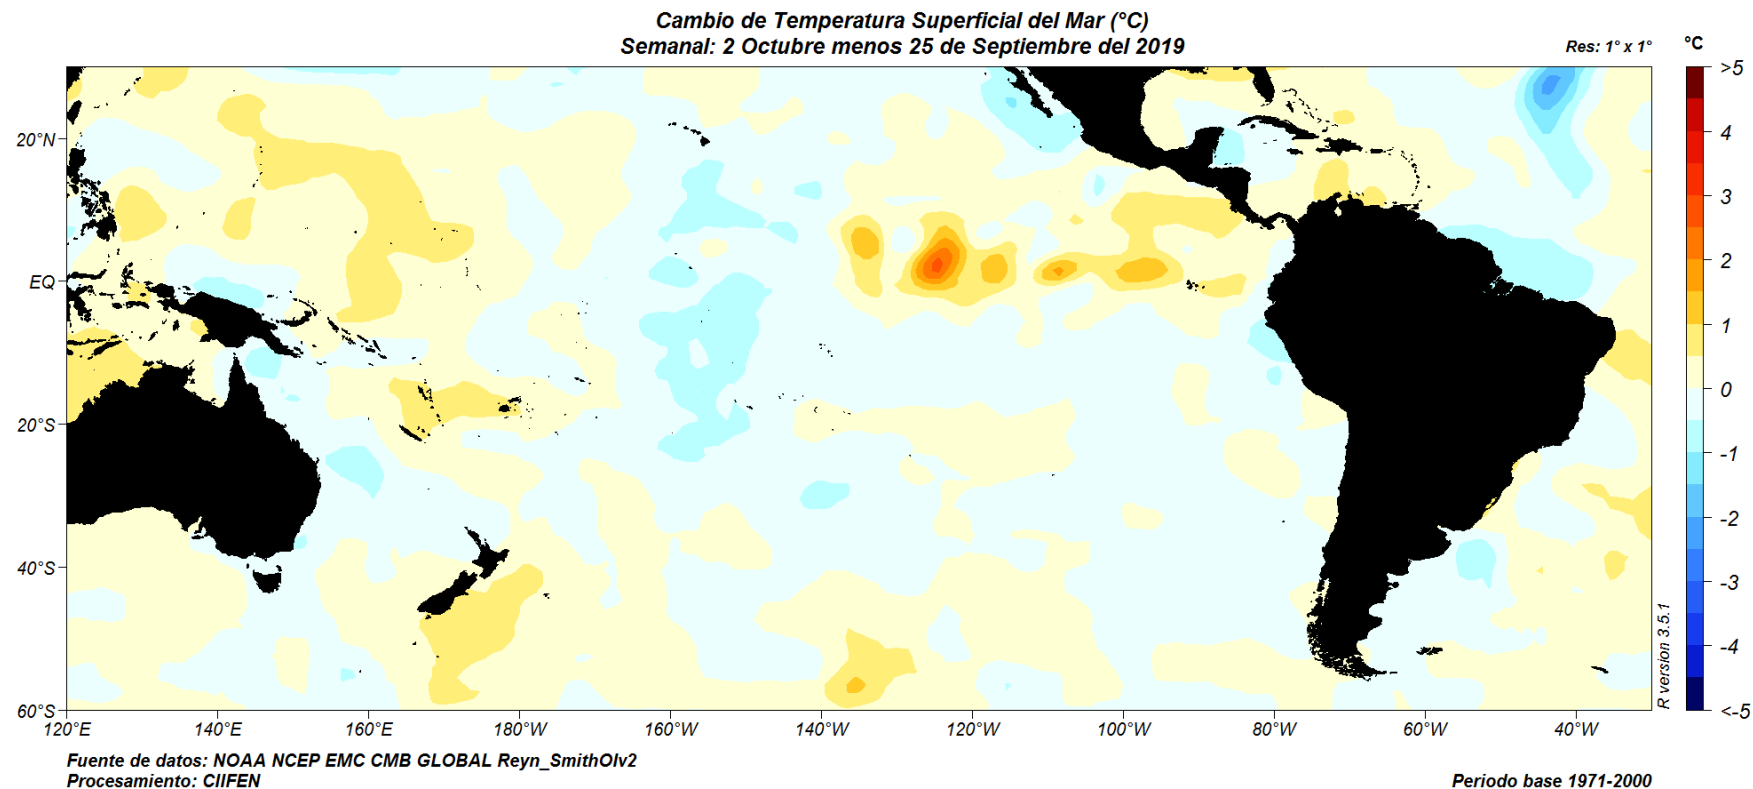 Cambio de Temperatura Superficial del Mar (°C)
Semanal: 2 Octubre menos 25 de Septiembre del 2019
Res: 1° x 1°
°C
>5
4
3
2
1
0
-1
-2
-3
-4
<-5
20°N
EQ
20°S
40°S
60°S
120°E 140°E 160°E 180°W 160°W 140°W 120°W 100°W 80°W 60°W 40°W
R version 3.5.1
Fuente de datos: NOAA NCEP EMC CMB GLOBAL Reyn_SmithOIv2
Procesamiento: CIIFEN
Periodo base 1971-2000